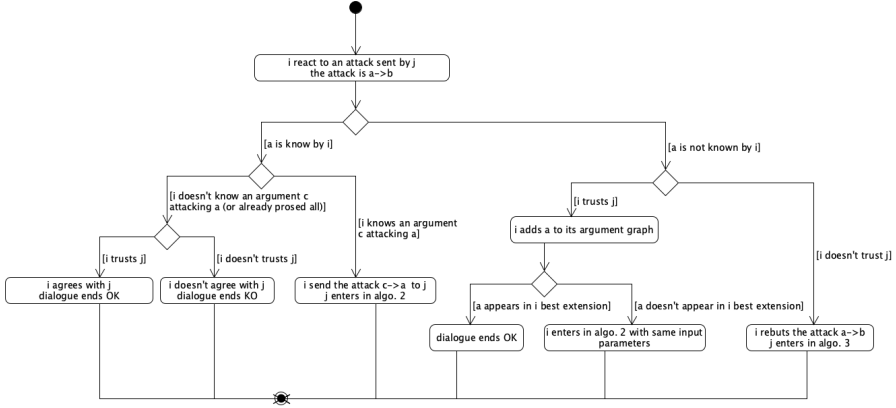 i react to an attack sent by j
the attack is a->b
[a is know by i]
[a is not known by i]
[i doesn't know an argument c
attacking a (or already prosed all)]
[i knows an argument
c attacking a]
[i trusts j]
i adds a to its argument graph
[i doesn't trust j]
[i trusts j]
[i doesn't trusts j]
i agrees with j
dialogue ends OK
i doesn't agree with j
dialogue ends KO
i send the attack c->a to j
j enters in algo. 2
[a appears in i best extension]
[a doesn't appear in i best extension]
dialogue ends OK
i enters in algo. 2 with same input
parameters
i rebuts the attack a->b
j enters in algo. 3